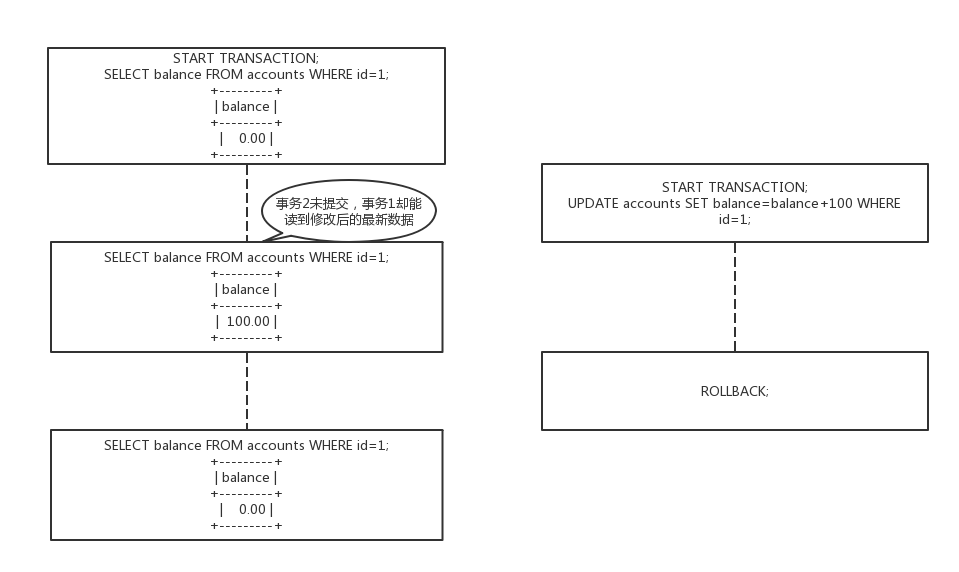 START TRANSACTION;
SELECT balance FROM accounts WHERE id=1;
+---------+
| balance |
+---------+
|    0.00 |
+---------+
事务2未提交，事务1却能
读到修改后的最新数据
SELECT balance FROM accounts WHERE id=1;
+---------+
| balance |
+---------+
|  100.00 |
+---------+
SELECT balance FROM accounts WHERE id=1;
+---------+
| balance |
+---------+
|    0.00 |
+---------+
START TRANSACTION;
UPDATE accounts SET balance=balance+100 WHERE
id=1;
ROLLBACK;